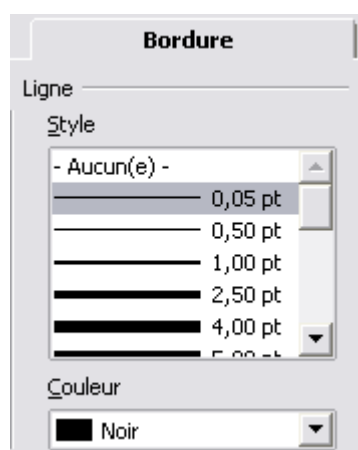 Bordure
Ligne
Style
- Aucun(e) -
0,05 pt
0,50 pt
1,00 pt
2,50 pt
4,00 pt
Couleur
Noir